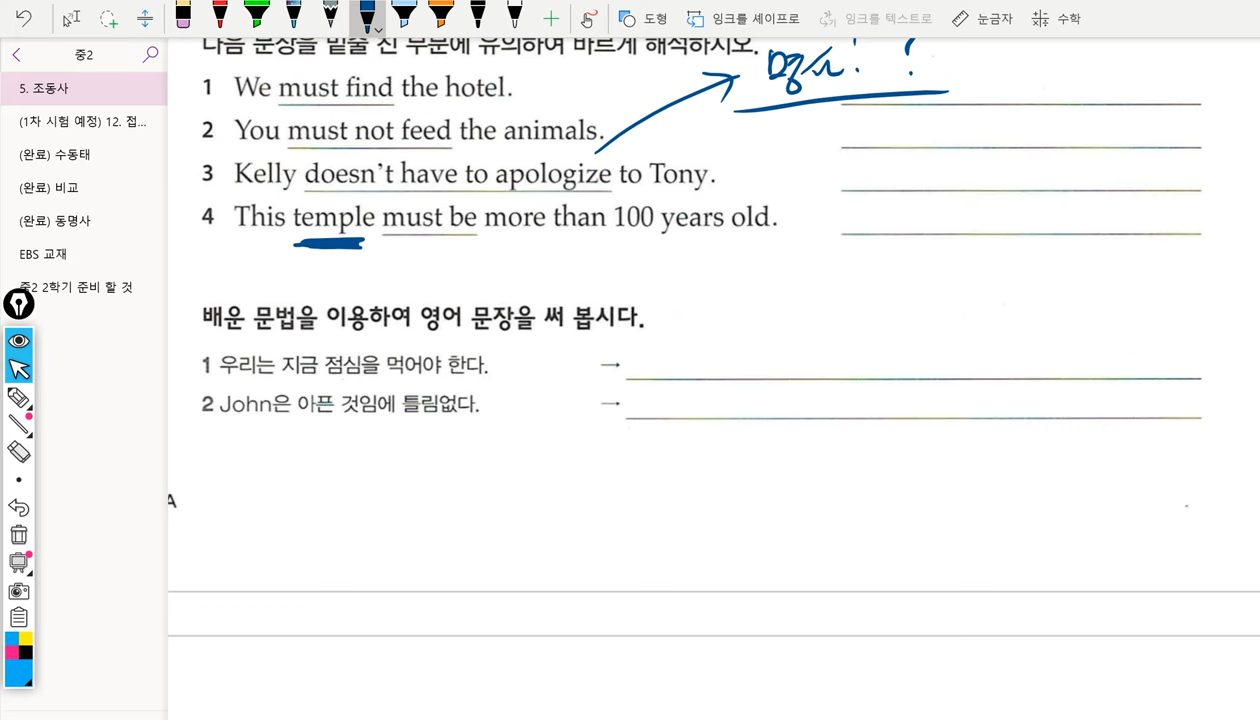 도형
잉크를 셰이프로
잉크를 텍스트로
눈금자
수학
중2
5. 조동사
(1차 시험 예정) 12. 접...
(완료) 수동태
(완료) 비교
(완료) 동명사
EBS 교재
중2 2학기 준비 할 것
다음 문장을 밑줄 친 부분에 유의하여 바르게 해석하시오.
명사! ?
1 We must find the hotel.
2 You must not feed the animals.
3 Kelly doesn't have to apologize to Tony.
4 This temple must be more than 100 years old.
배운 문법을 이용하여 영어 문장을 써 봅시다.
1 우리는 지금 점심을 먹어야 한다. →
2 John은 아픈 것임에 틀림없다. →
A